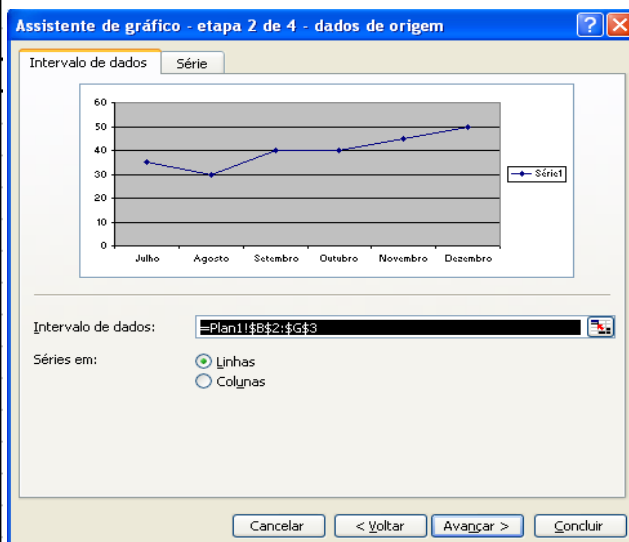 Assistente de gráfico - etapa 2 de 4 - dados de origem
Intervalo de dados Série
60
50
40
30
20
10
0
Julho Agosto Setembro Outubro Novembro Dezembro
Série1
Intervalo de dados: =Plan1!$B$2:$G$3
Séries em: Linhas
Colunas
Cancelar < Voltar Avançar > Concluir